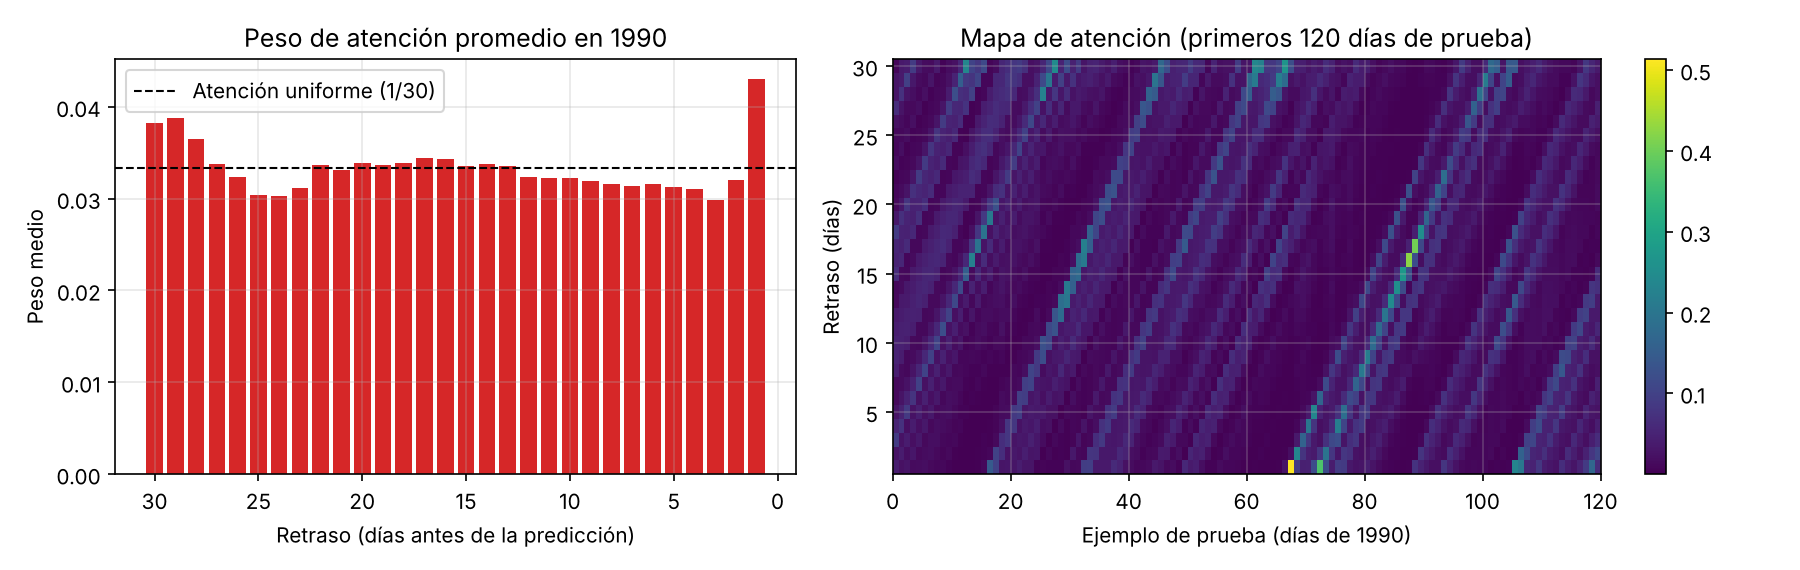 Peso de atención promedio en 1990
Atención uniforme (1/30)
Peso medio
0.04
0.03
0.02
0.01
0.00
30 25 20 15 10 5 0
Retraso (días antes de la predicción)
Mapa de atención (primeros 120 días de prueba)
Retraso (días)
30
25
20
15
10
5
0 20 40 60 80 100 120
Ejemplo de prueba (días de 1990)
0.5
0.4
0.3
0.2
0.1